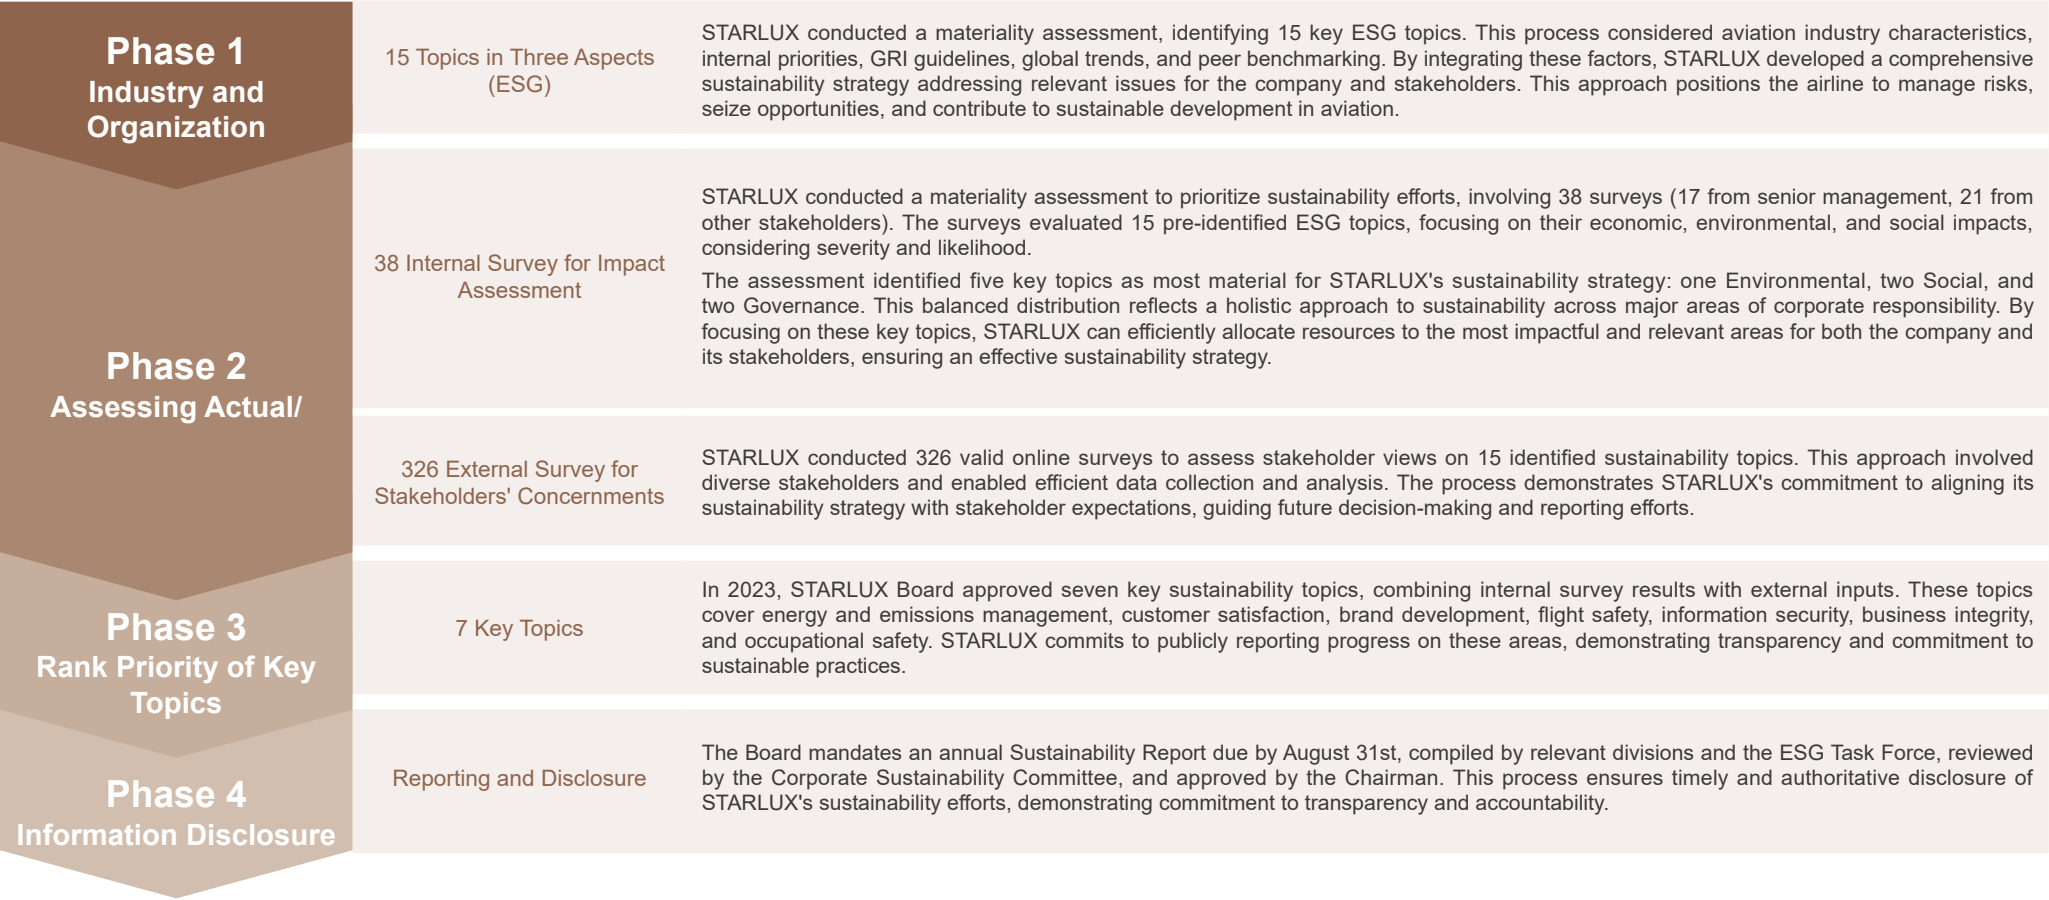 Phase 1
Industry and
Organization
15 Topics in Three Aspects
(ESG)
STARLUX conducted a materiality assessment, identifying 15 key ESG topics. This process considered aviation industry characteristics,
internal priorities, GRI guidelines, global trends, and peer benchmarking. By integrating these factors, STARLUX developed a comprehensive
sustainability strategy addressing relevant issues for the company and stakeholders. This approach positions the airline to manage risks,
seize opportunities, and contribute to sustainable development in aviation.
Phase 2
Assessing Actual/
38 Internal Survey for Impact
Assessment
STARLUX conducted a materiality assessment to prioritize sustainability efforts, involving 38 surveys (17 from senior management, 21 from
other stakeholders). The surveys evaluated 15 pre-identified ESG topics, focusing on their economic, environmental, and social impacts,
considering severity and likelihood.
The assessment identified five key topics as most material for STARLUX's sustainability strategy: one Environmental, two Social, and
two Governance. This balanced distribution reflects a holistic approach to sustainability across major areas of corporate responsibility. By
focusing on these key topics, STARLUX can efficiently allocate resources to the most impactful and relevant areas for both the company and
its stakeholders, ensuring an effective sustainability strategy.
326 External Survey for
Stakeholders' Concernments
STARLUX conducted 326 valid online surveys to assess stakeholder views on 15 identified sustainability topics. This approach involved
diverse stakeholders and enabled efficient data collection and analysis. The process demonstrates STARLUX's commitment to aligning its
sustainability strategy with stakeholder expectations, guiding future decision-making and reporting efforts.
Phase 3
Rank Priority of Key
Topics
7 Key Topics
In 2023, STARLUX Board approved seven key sustainability topics, combining internal survey results with external inputs. These topics
cover energy and emissions management, customer satisfaction, brand development, flight safety, information security, business integrity,
and occupational safety. STARLUX commits to publicly reporting progress on these areas, demonstrating transparency and commitment to
sustainable practices.
Phase 4
Information Disclosure
Reporting and Disclosure
The Board mandates an annual Sustainability Report due by August 31st, compiled by relevant divisions and the ESG Task Force, reviewed
by the Corporate Sustainability Committee, and approved by the Chairman. This process ensures timely and authoritative disclosure of
STARLUX's sustainability efforts, demonstrating commitment to transparency and accountability.